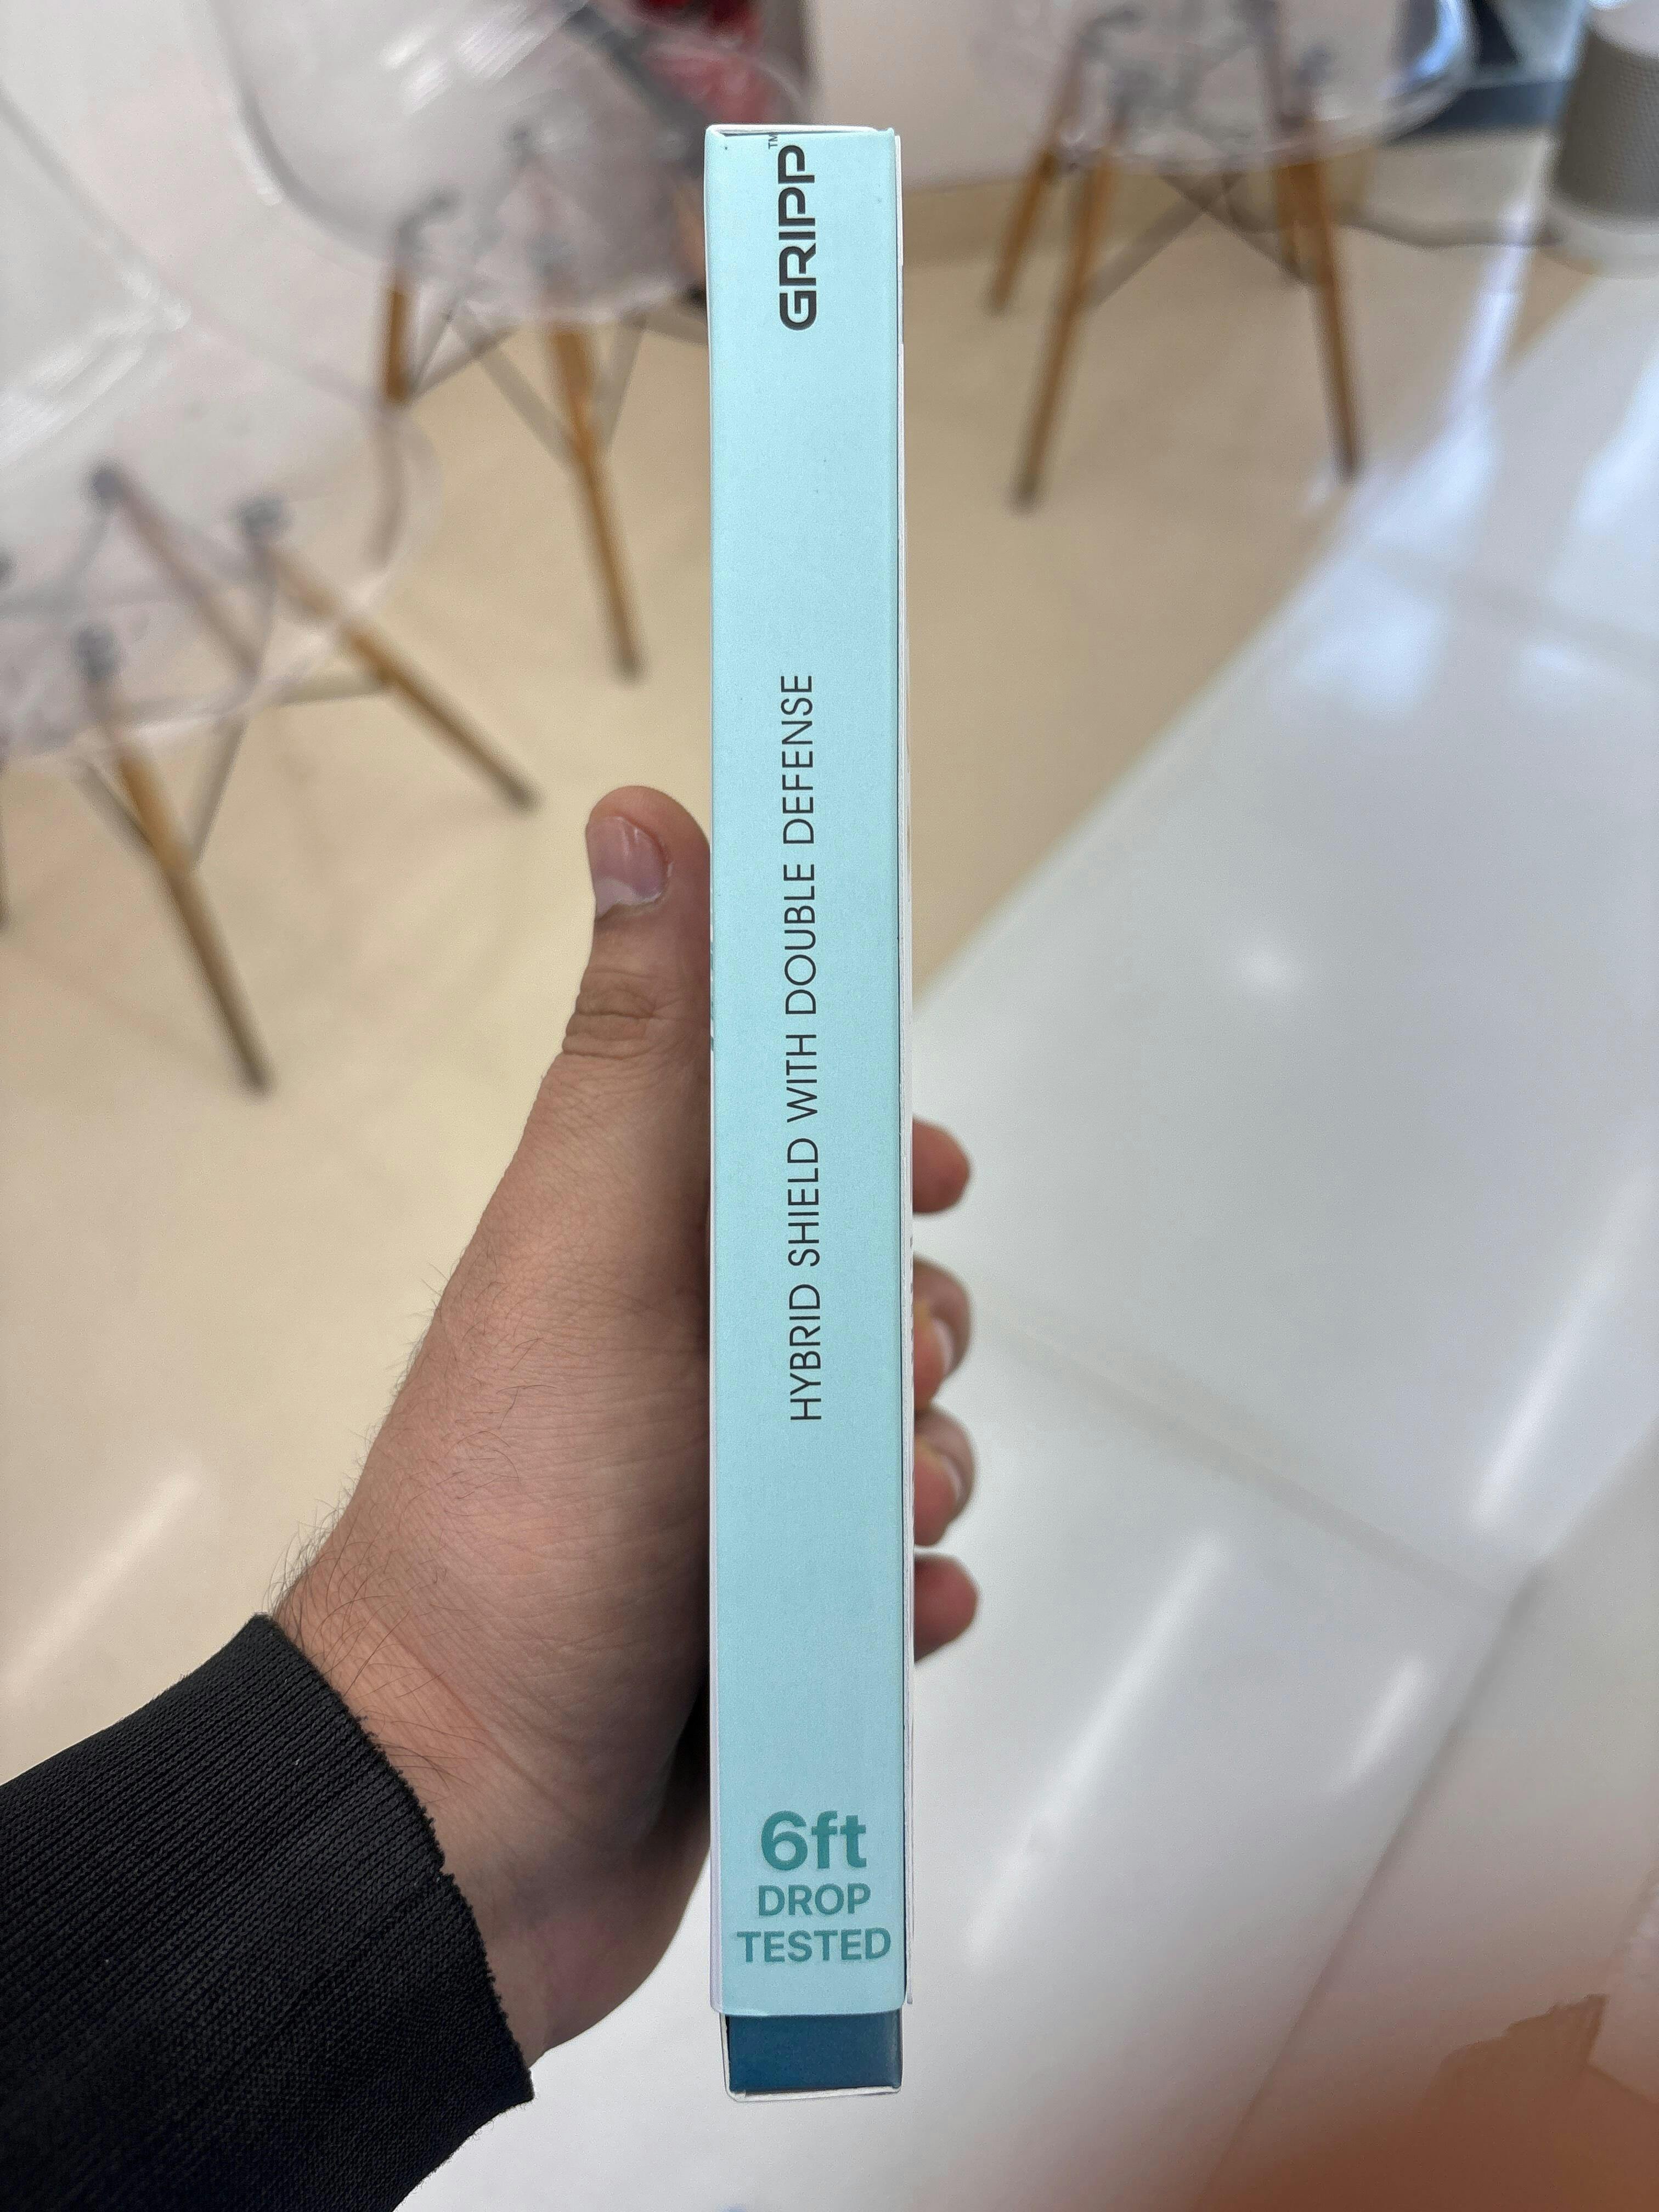 GRIPP™
HYBRID SHIELD WITH DOUBLE DEFENSE
6ft
DROP
TESTED